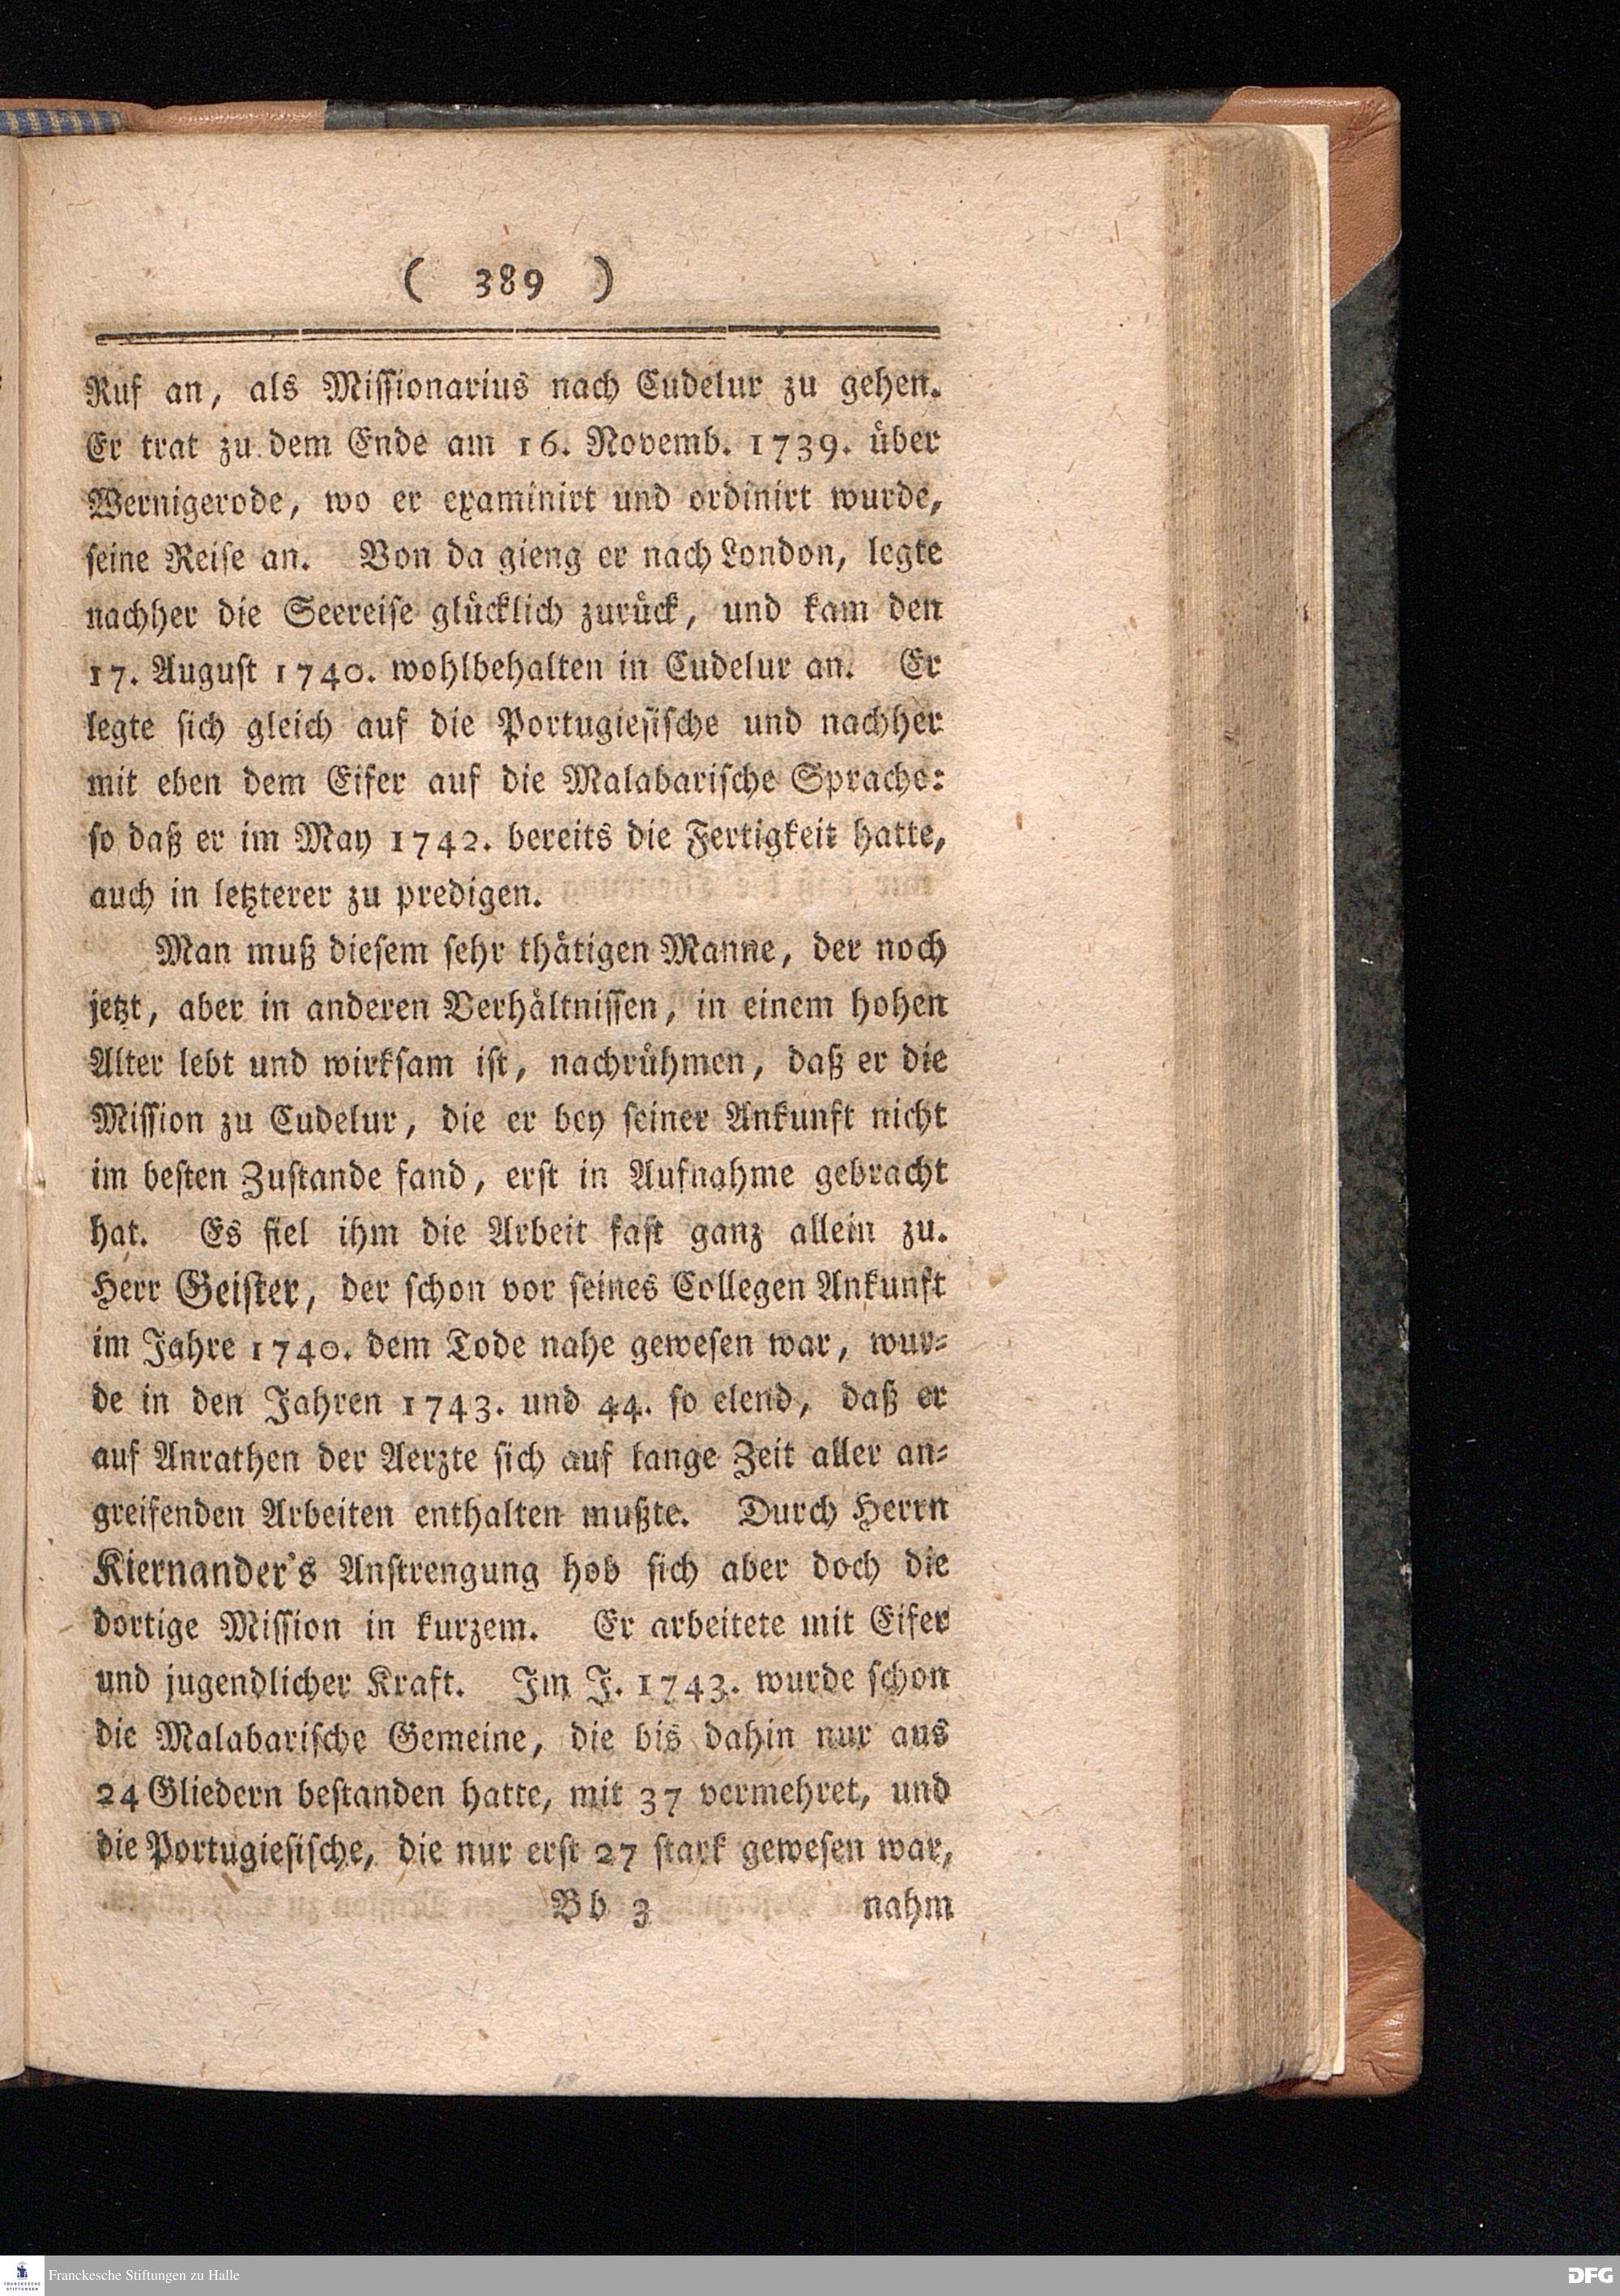 ( 389 )
Ruf an, als Missionarius nach Cudelur zu gehen.
Er trat zu dem Ende am 16. Novemb. 1739. über
Wernigerode, wo er examinirt und ordinirt wurde,
seine Reise an. Von da gieng er nach London, legte
nachher die Seereise glücklich zurück, und kam den
17. August 1740. wohlbehalten in Cudelur an. Er
legte sich gleich auf die Portugiesische und nachher
mit eben dem Eifer auf die Malabarische Sprache:
so daß er im May 1742. bereits die Fertigkeit hatte,
auch in letzterer zu predigen.
Man muß diesem sehr thätigen Manne, der noch
jetzt, aber in anderen Verhältnissen, in einem hohen
Alter lebt und wirksam ist, nachrühmen, daß er die
Mission zu Cudelur, die er bey seiner Ankunft nicht
im besten Zustande fand, erst in Aufnahme gebracht
hat. Es fiel ihm die Arbeit fast ganz allein zu.
Herr Geister, der schon vor seines Collegen Ankunft
im Jahre 1740. dem Tode nahe gewesen war, wur-
de in den Jahren 1743. und 44. so elend, daß er
auf Anrathen der Aerzte sich auf lange Zeit aller an-
greifenden Arbeiten enthalten mußte. Durch Herrn
Kiernander's Anstrengung hob sich aber doch die
dortige Mission in kurzem. Er arbeitete mit Eifer
und jugendlicher Kraft. Im J. 1743. wurde schon
die Malabarische Gemeine, die bis dahin nur aus
24 Gliedern bestanden hatte, mit 37 vermehret, und
die Portugiesische, die nur erst 27 stark gewesen war,
Bb 3 nahm
Franckesche Stiftungen zu Halle
FRANCKESCHE
STIFTUNGEN
DFG